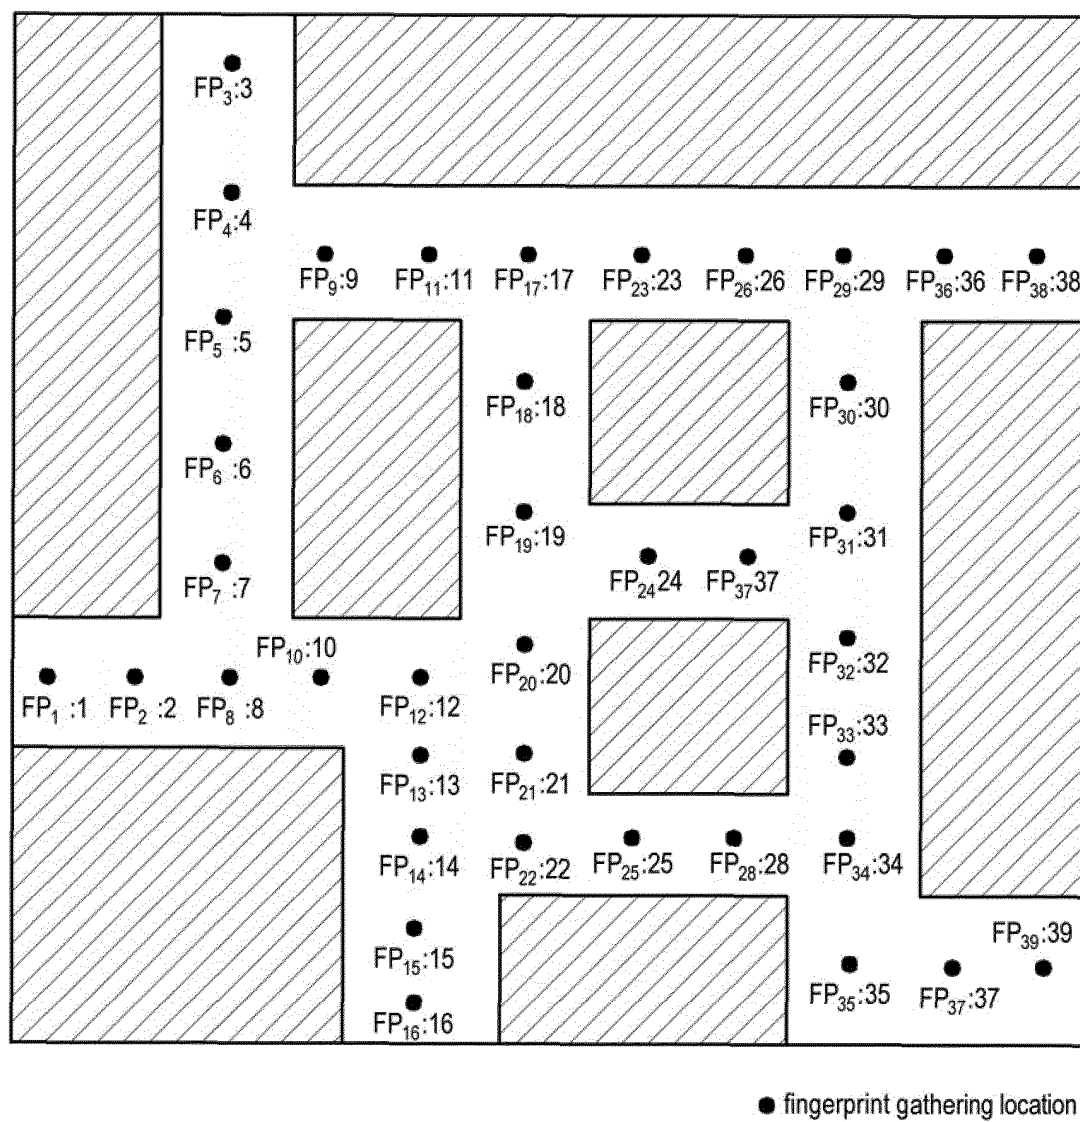 FP3:3
FP4:4
FP9:9 FP11:11 FP17:17 FP23:23 FP26:26 FP29:29 FP36:36 FP38:38
FP5 :5
FP18:18 FP30:30
FP6 :6
FP19:19 FP31:31
FP7 :7 FP2424 FP3737
FP10:10
FP20:20 FP32:32
FP1 :1 FP2 :2 FP8 :8 FP12:12
FP33:33
FP13:13 FP21:21
FP14:14 FP22:22 FP25:25 FP28:28 FP34:34
FP39:39
FP15:15
FP35:35 FP37:37
FP16:16
fingerprint gathering location